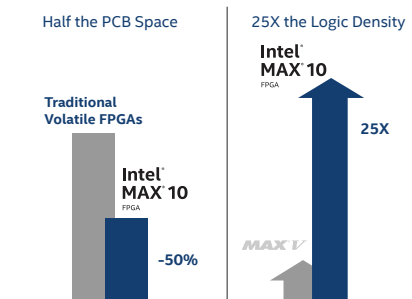 Half the PCB Space
Traditional
Volatile FPGAs
Intel®
MAX® 10
FPGA
-50%
25X the Logic Density
Intel®
MAX® 10
FPGA
25X
MAX V